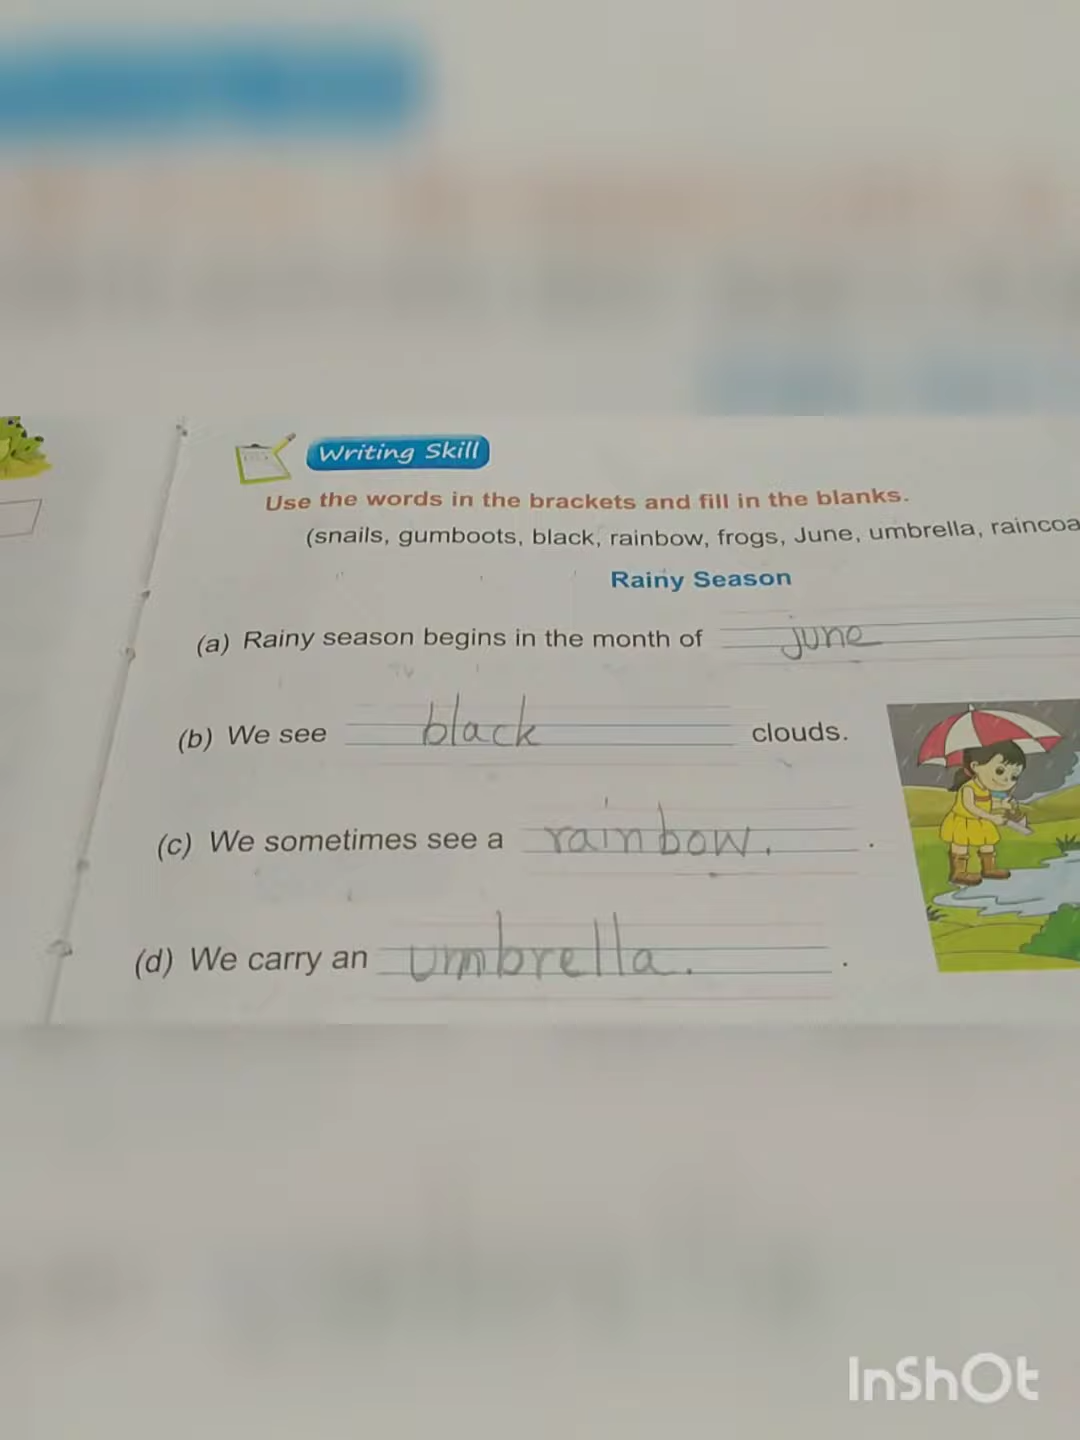 Writing Skill
Use the words in the brackets and fill in the blanks.
(snails, gumboots, black, rainbow, frogs, June, umbrella, raincoa
Rainy Season
(a) Rainy season begins in the month of june
(b) We see black clouds.
(c) We sometimes see a rainbow. .
(d) We carry an umbrella. .
InShOt